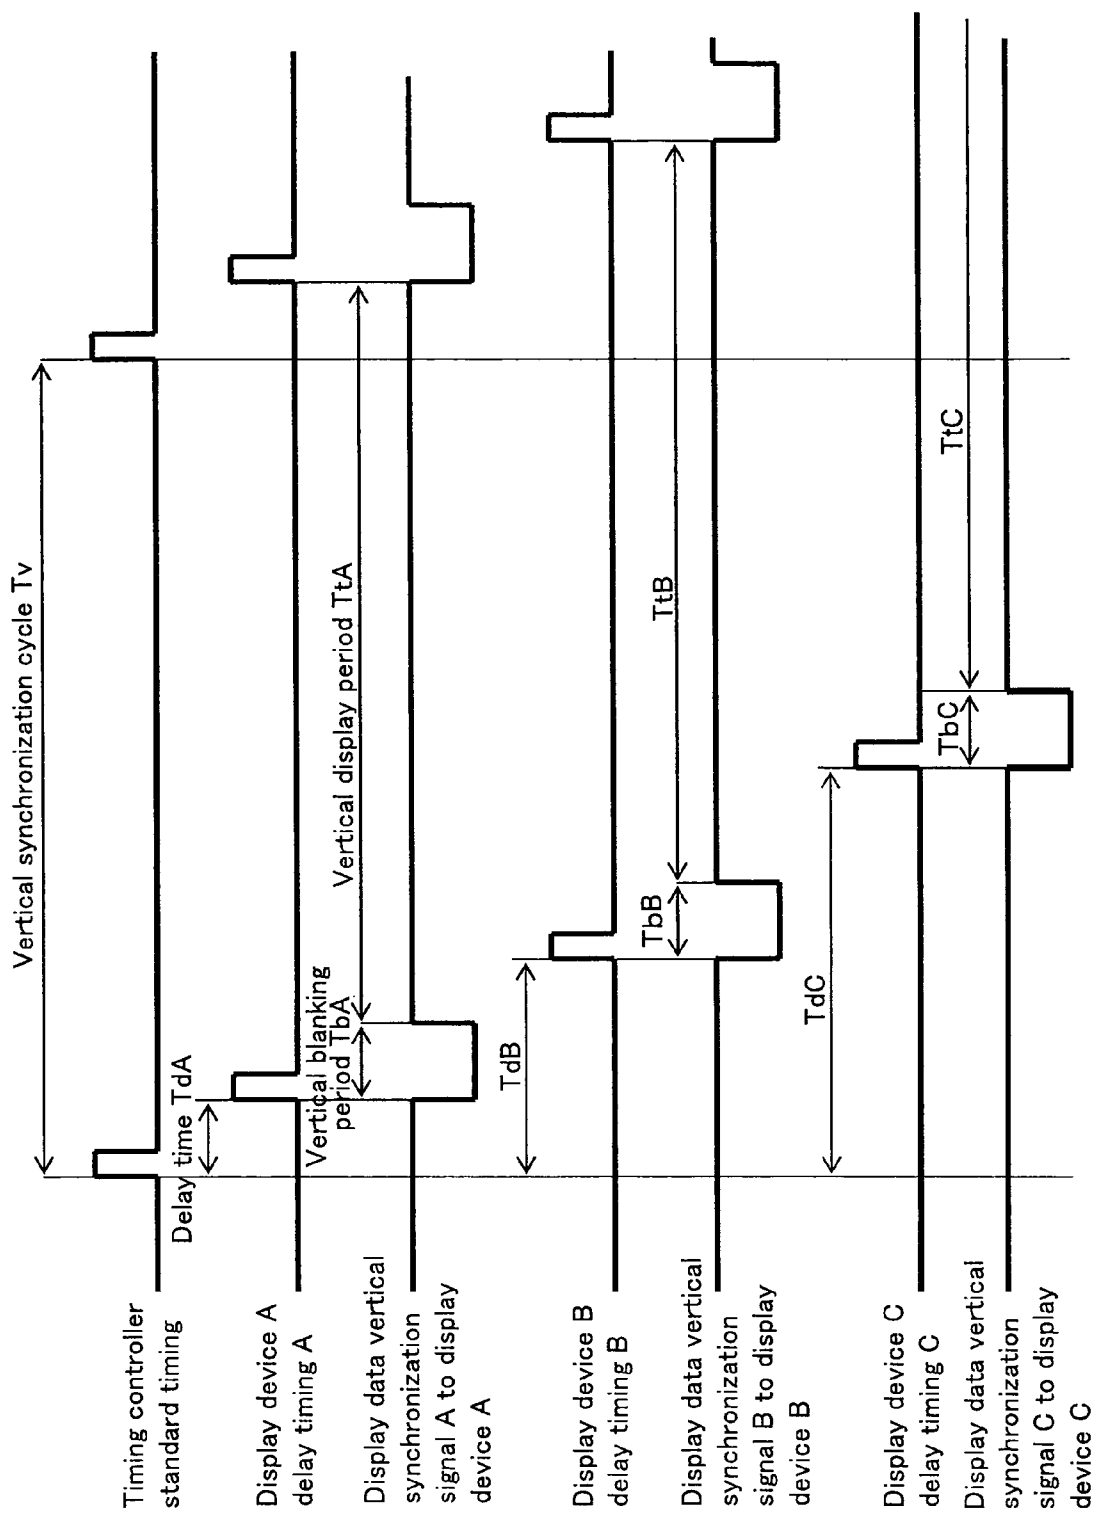 Vertical synchronization cycle Tv
Timing controller
standard timing
Delay time TdA
Display device A
delay timing A
Vertical blanking
period TbA
Vertical display period TtA
Display data vertical
synchronization
signal A to display
device A
TdB
Display device B
delay timing B
TbB
TtB
Display data vertical
synchronization
signal B to display
device B
TdC
Display device C
delay timing C
TbC
TtC
Display data vertical
synchronization
signal C to display
device C